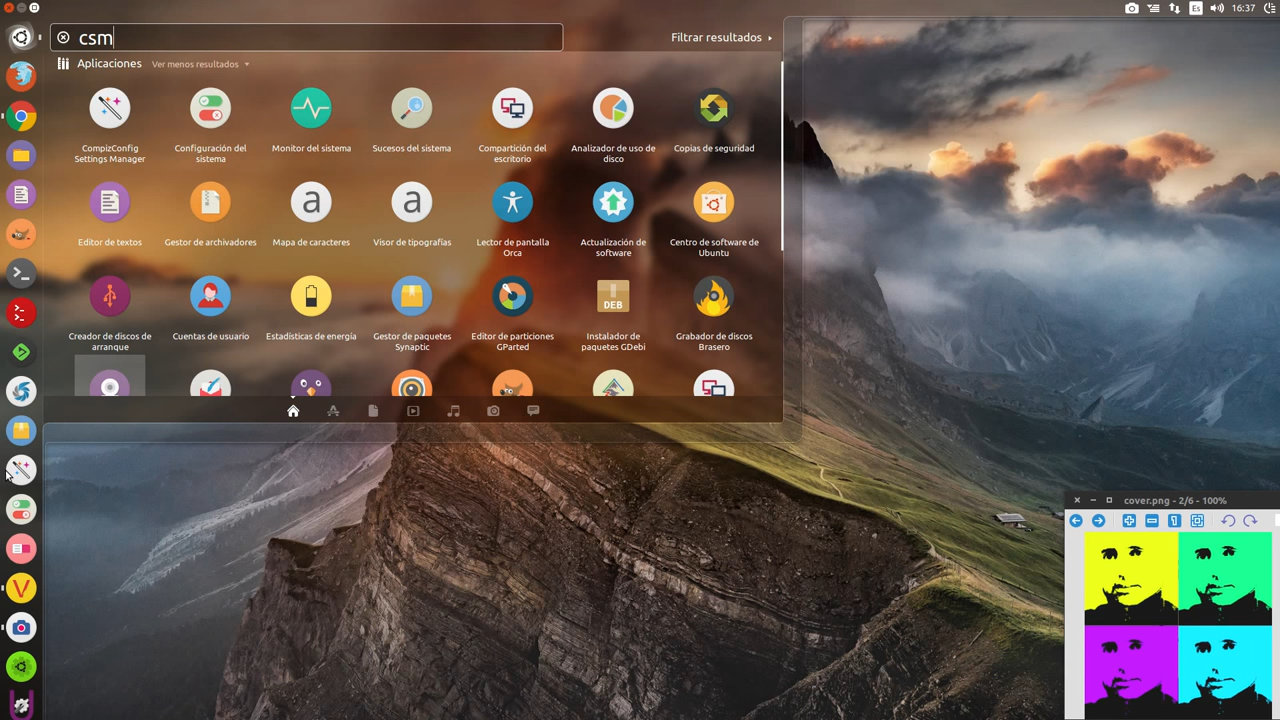 Es
16:37
csm
Filtrar resultados
Aplicaciones Ver menos resultados
CompizConfig
Settings Manager
Configuración del
sistema
Monitor del sistema
Sucesos del sistema
Compartición del
escritorio
Analizador de uso de
disco
Copias de seguridad
a
a
Editor de textos
Gestor de archivadores
Mapa de caracteres
Visor de tipografías
Lector de pantalla
Orca
Actualización de
software
Centro de software de
Ubuntu
DEB
Creador de discos de
arranque
Cuentas de usuario
Estadísticas de energía
Gestor de paquetes
Synaptic
Editor de particiones
GParted
Instalador de
paquetes GDebi
Grabador de discos
Brasero
V
cover.png - 2/6 - 100%
1